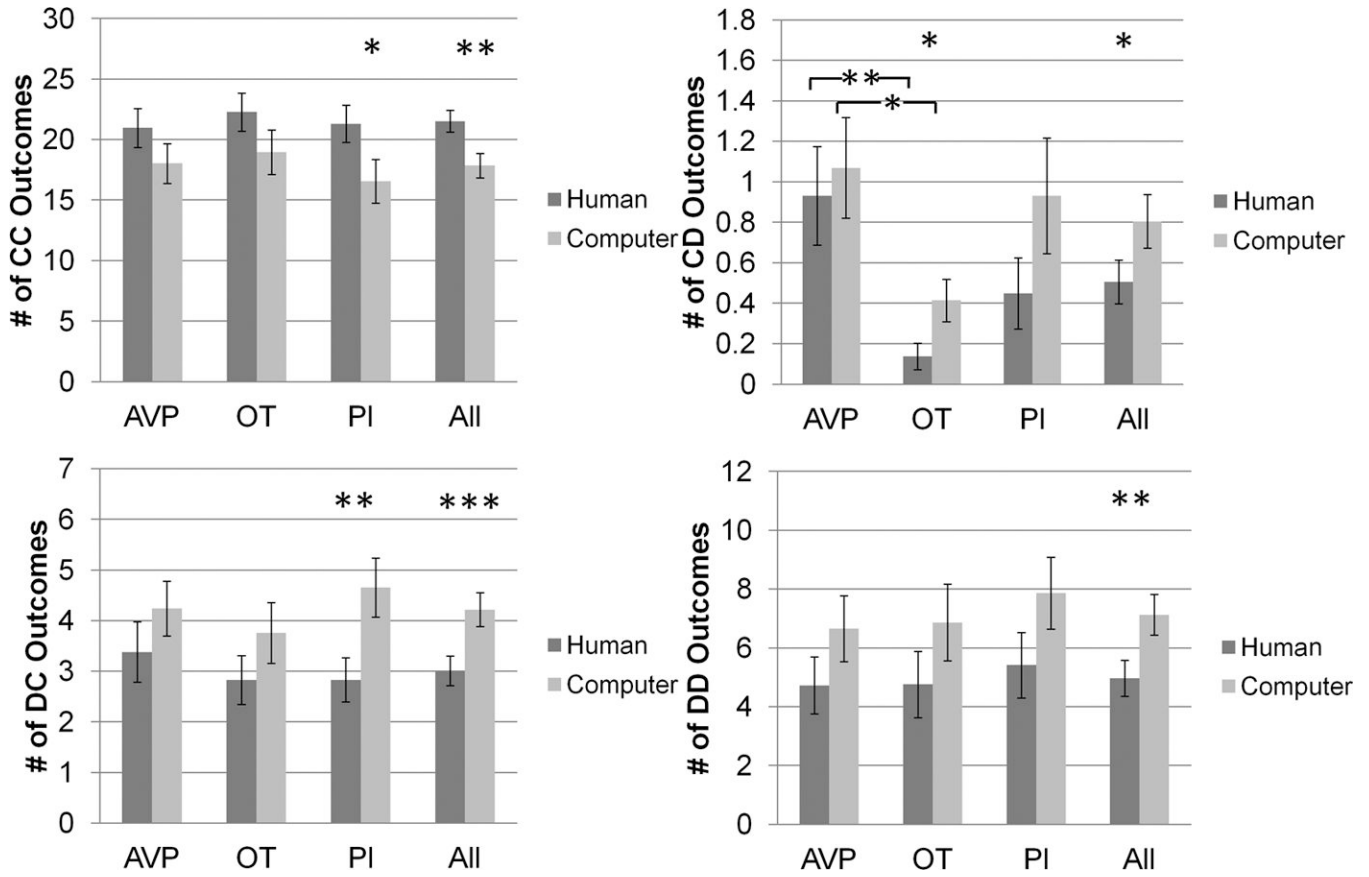 # of CC Outcomes
30
25
20
15
10
5
0
* **
AVP OT PI All
Human
Computer
# of CD Outcomes
1.8
1.6
1.4
1.2
1
0.8
0.6
0.4
0.2
0
* *
**
*
AVP OT PI All
Human
Computer
# of DC Outcomes
7
6
5
4
3
2
1
0
** ***
AVP OT PI All
Human
Computer
# of DD Outcomes
12
10
8
6
4
2
0
**
AVP OT PI All
Human
Computer